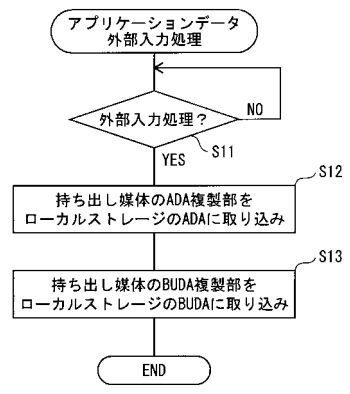 アプリケーションデータ
外部入力処理
外部入力処理?
NO
S11
YES
S12
持ち出し媒体のADA複製部を
ローカルストレージのADAに取り込み
S13
持ち出し媒体のBUDA複製部を
ローカルストレージのBUDAに取り込み
END